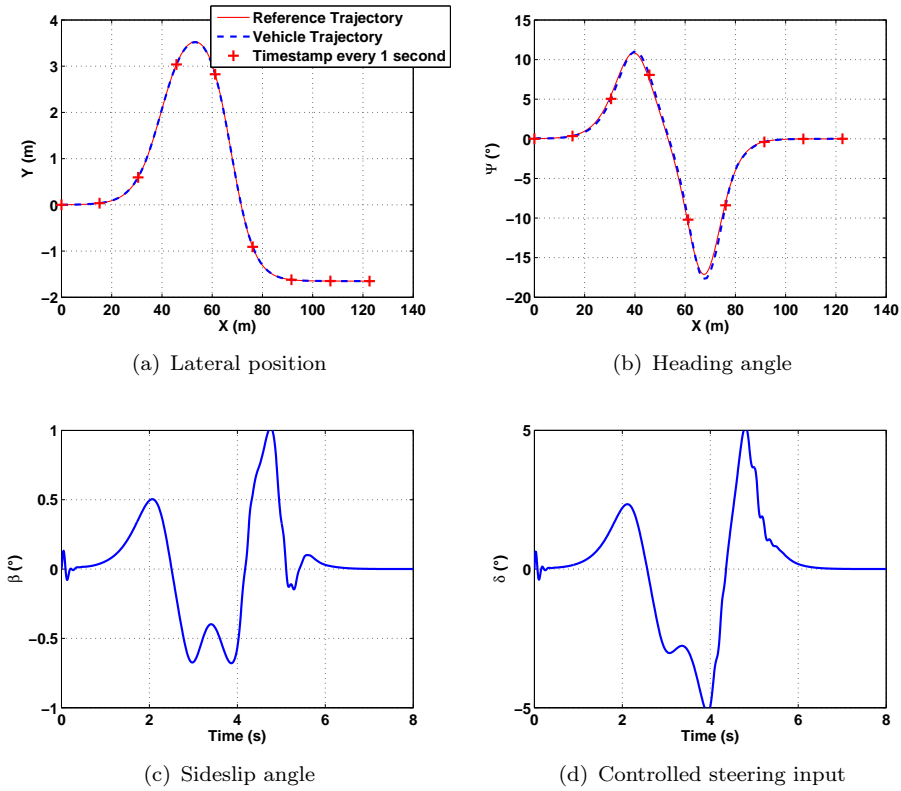 4
3
2
1
0
−1
−2
0 20 40 60 80 100 120 140
Y (m)
X (m)
Reference Trajectory
Vehicle Trajectory
Timestamp every 1 second
(a) Lateral position
20
15
10
5
0
−5
−10
−15
−20
0 20 40 60 80 100 120 140
Ψ (°)
X (m)
(b) Heading angle
1
0.5
0
−0.5
−1
0 2 4 6 8
β (°)
Time (s)
(c) Sideslip angle
5
0
−5
0 2 4 6 8
δ (°)
Time (s)
(d) Controlled steering input